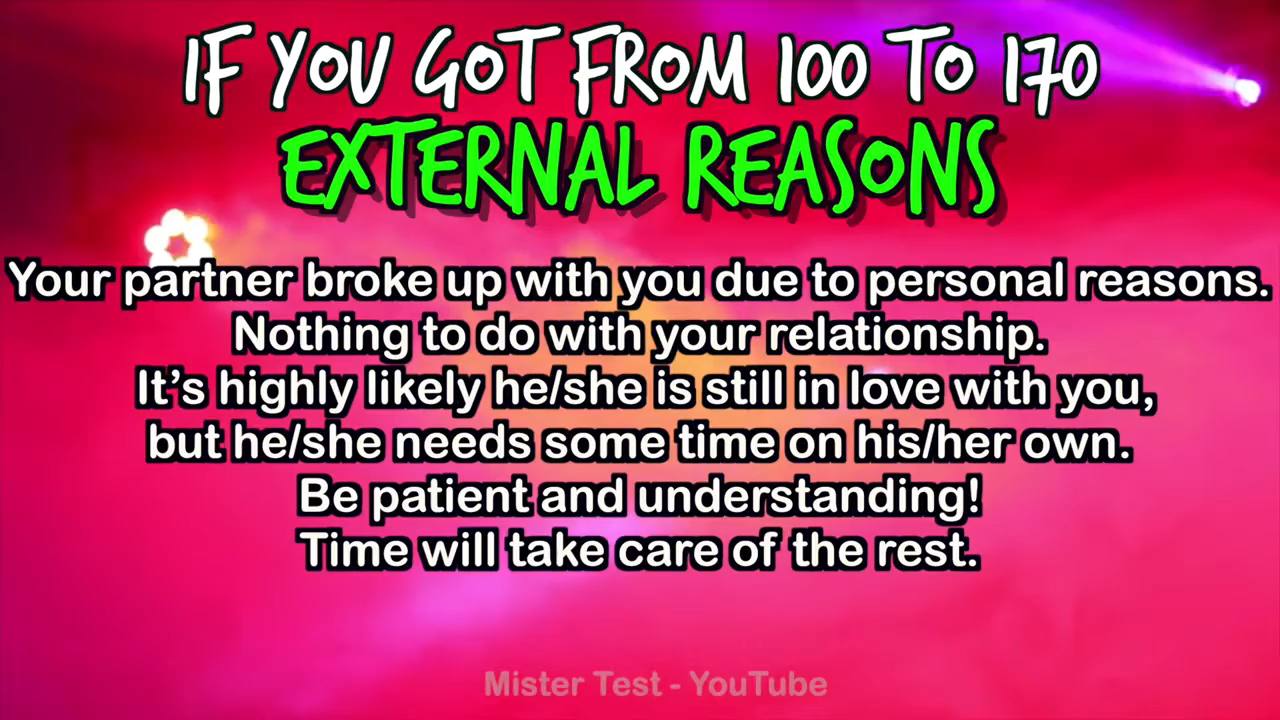 IF YOU GOT FROM 100 TO 170
EXTERNAL REASONS
Your partner broke up with you due to personal reasons.
Nothing to do with your relationship.
It’s highly likely he/she is still in love with you,
but he/she needs some time on his/her own.
Be patient and understanding!
Time will take care of the rest.
Mister Test - YouTube